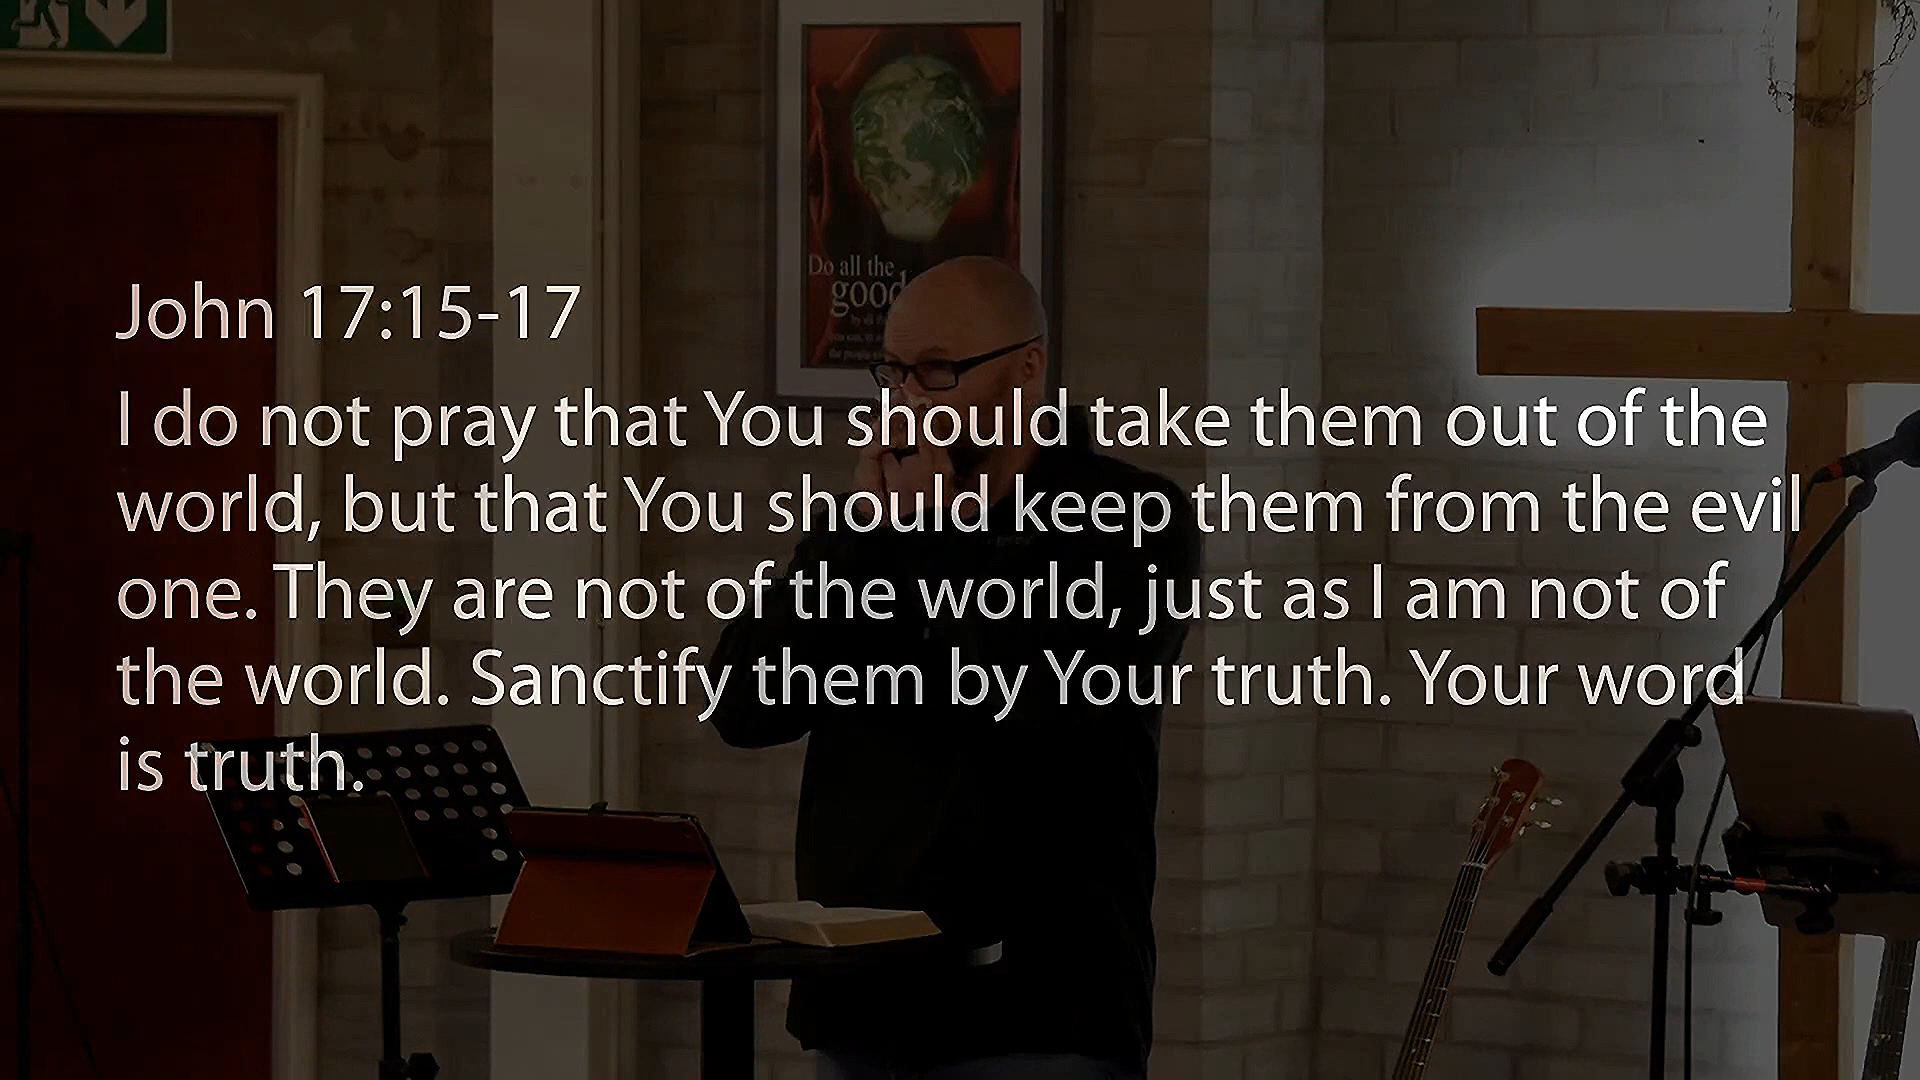 Do all the
good
John 17:15-17
I do not pray that You should take them out of the
world, but that You should keep them from the evil
one. They are not of the world, just as I am not of
the world. Sanctify them by Your truth. Your word
is truth.